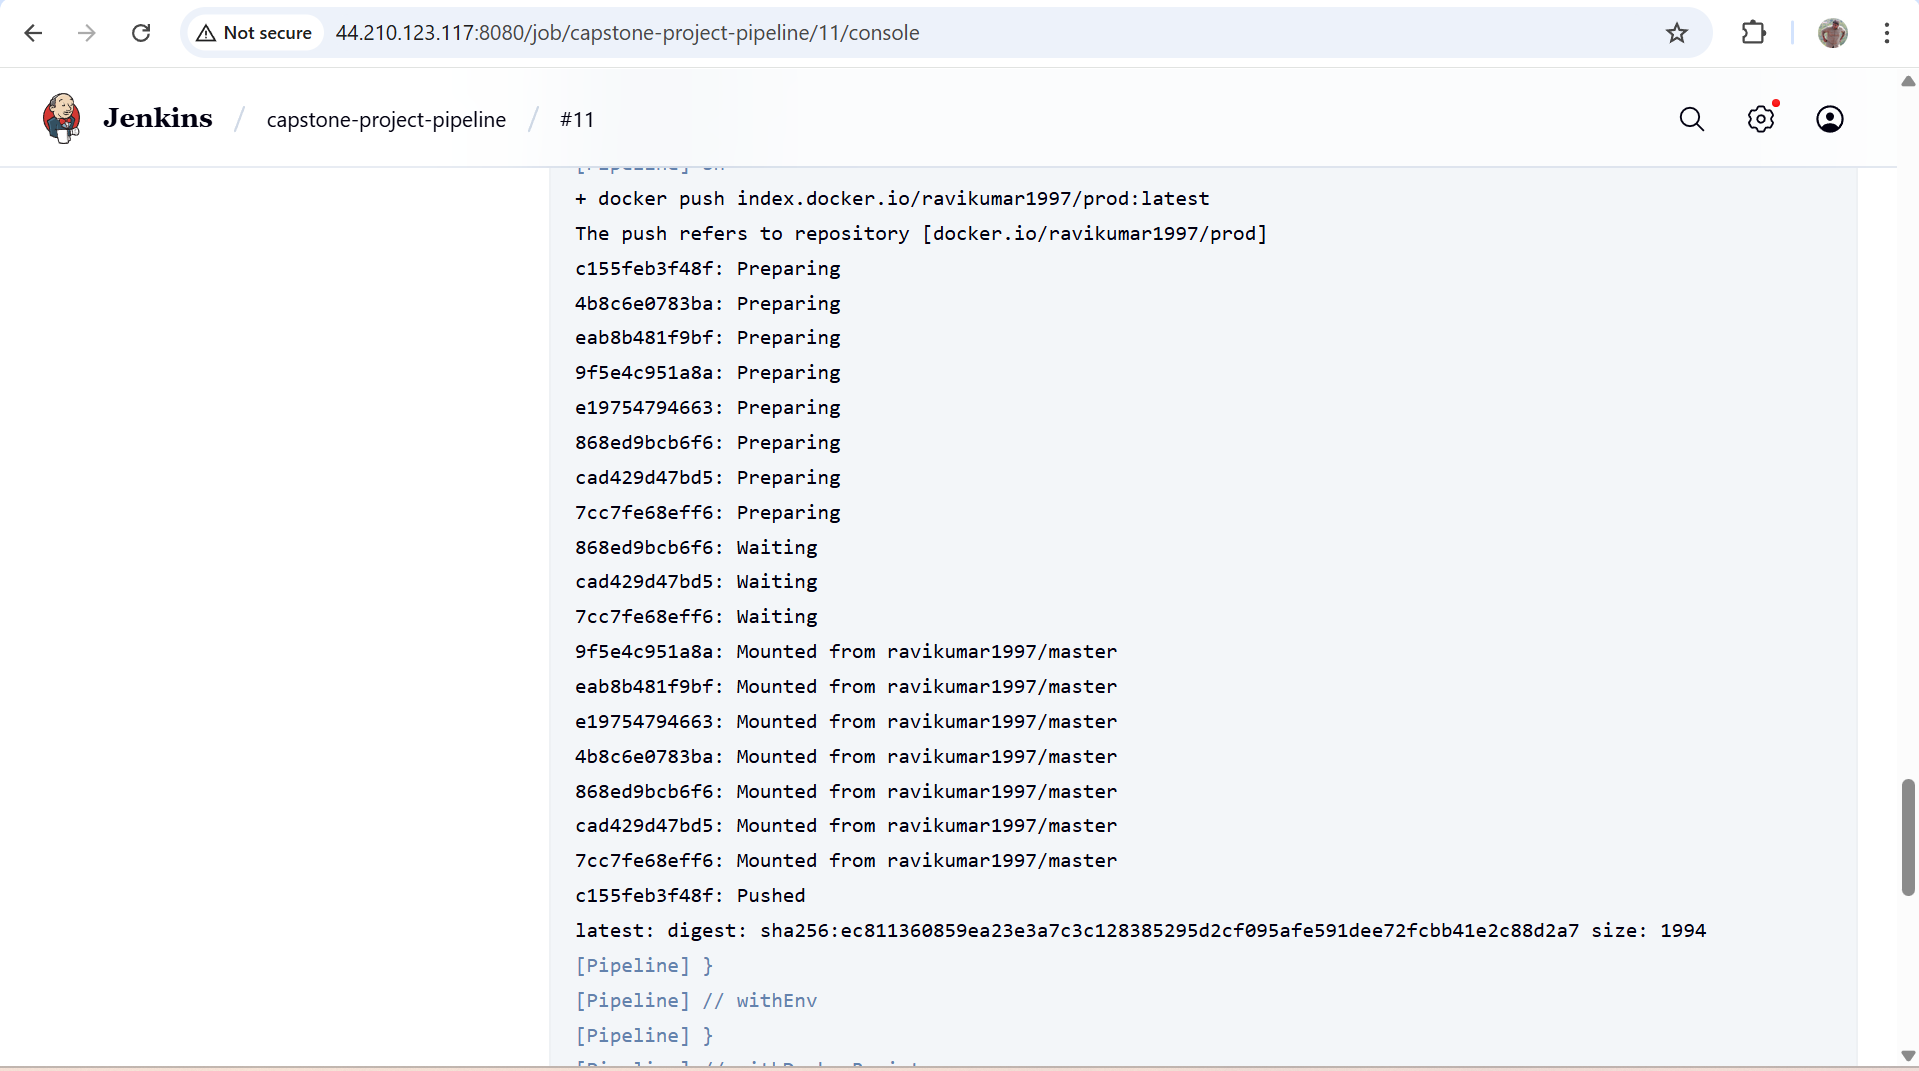 Not secure 44.210.123.117:8080/job/capstone-project-pipeline/11/console
Jenkins / capstone-project-pipeline / #11
+ docker push index.docker.io/ravikumar1997/prod:latest
The push refers to repository [docker.io/ravikumar1997/prod]
c155feb3f48f: Preparing
4b8c6e0783ba: Preparing
eab8b481f9bf: Preparing
9f5e4c951a8a: Preparing
e19754794663: Preparing
868ed9bcb6f6: Preparing
cad429d47bd5: Preparing
7cc7fe68eff6: Preparing
868ed9bcb6f6: Waiting
cad429d47bd5: Waiting
7cc7fe68eff6: Waiting
9f5e4c951a8a: Mounted from ravikumar1997/master
eab8b481f9bf: Mounted from ravikumar1997/master
e19754794663: Mounted from ravikumar1997/master
4b8c6e0783ba: Mounted from ravikumar1997/master
868ed9bcb6f6: Mounted from ravikumar1997/master
cad429d47bd5: Mounted from ravikumar1997/master
7cc7fe68eff6: Mounted from ravikumar1997/master
c155feb3f48f: Pushed
latest: digest: sha256:ec811360859ea23e3a7c3c128385295d2cf095afe591dee72fcbb41e2c88d2a7 size: 1994
[Pipeline] }
[Pipeline] // withEnv
[Pipeline] }